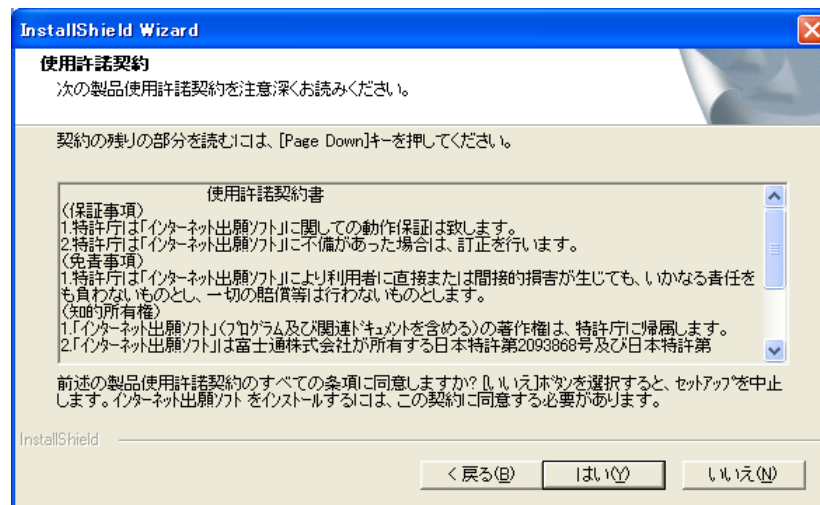 InstallShield Wizard
使用許諾契約
次の製品使用許諾契約を注意深くお読みください。
契約の残りの部分を読むには、[Page Down]キーを押してください。
使用許諾契約書
(保証事項)
1.特許庁は「インターネット出願ソフト」に関しての動作保証は致します。
2.特許庁は「インターネット出願ソフト」に不備があった場合は、訂正を行います。
(免責事項)
1.特許庁は「インターネット出願ソフト」により利用者に直接または間接的損害が生じても、いかなる責任を
も負わないものとし、一切の賠償等は行わないものとします。
(知的所有権)
1.「インターネット出願ソフト」(プログラム及び関連ドキュメントを含める)の著作権は、特許庁に帰属します。
2.「インターネット出願ソフト」は富士通株式会社が所有する日本特許第2093868号及び日本特許第
前述の製品使用許諾契約のすべての条項に同意しますか? [いいえ]ボタンを選択すると、セットアップを中止
します。インターネット出願ソフト をインストールするには、この契約に同意する必要があります。
InstallShield
< 戻る(B)
はい(Y)
いいえ(N)